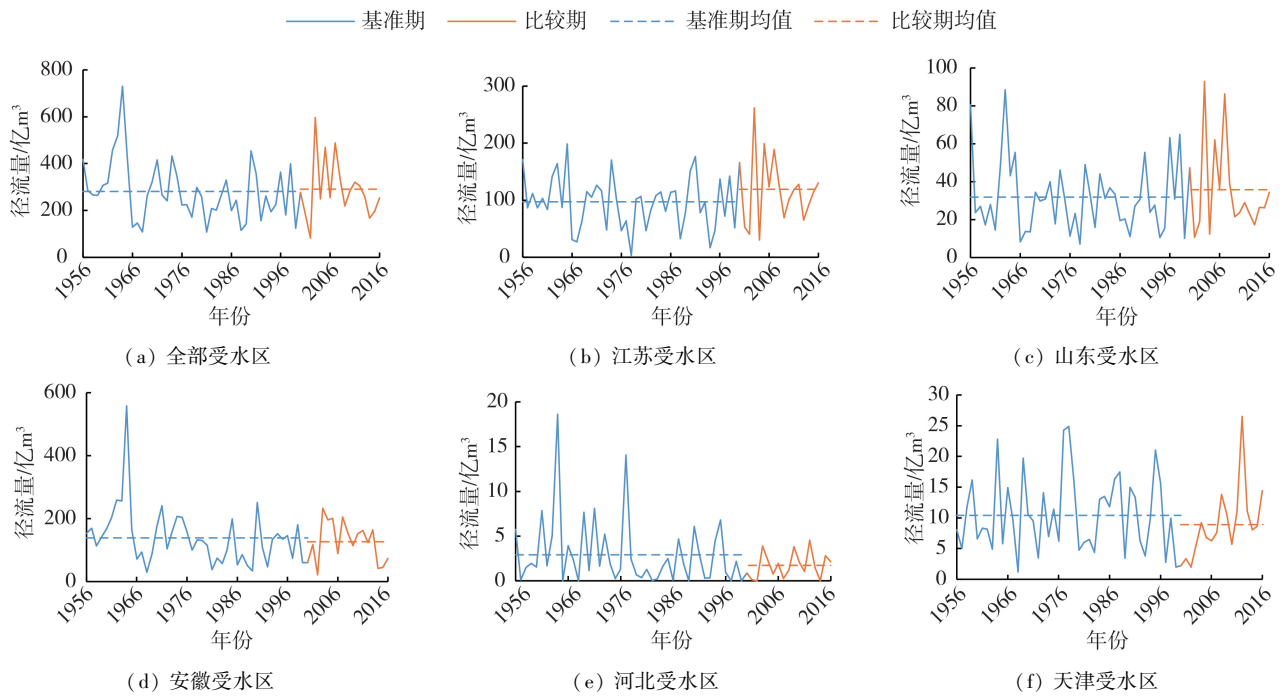 基准期 比较期 基准期均值 比较期均值
径流量/亿m³
800
600
400
200
0
1956 1966 1976 1986 1996 2006 2016
年份
(a) 全部受水区
径流量/亿m³
300
200
100
0
1956 1966 1976 1986 1996 2006 2016
年份
(b) 江苏受水区
径流量/亿m³
100
80
60
40
20
0
1956 1966 1976 1986 1996 2006 2016
年份
(c) 山东受水区
径流量/亿m³
600
400
200
0
1956 1966 1976 1986 1996 2006 2016
年份
(d) 安徽受水区
径流量/亿m³
20
15
10
5
0
1956 1966 1976 1986 1996 2006 2016
年份
(e) 河北受水区
径流量/亿m³
30
25
20
15
10
5
0
1956 1966 1976 1986 1996 2006 2016
年份
(f) 天津受水区